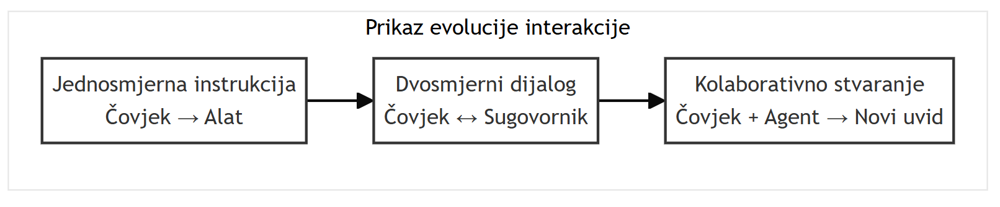 Prikaz evolucije interakcije
Jednosmjerna instrukcija
Čovjek → Alat
Dvosmjerni dijalog
Čovjek ↔ Sugovornik
Kolaborativno stvaranje
Čovjek + Agent → Novi uvid